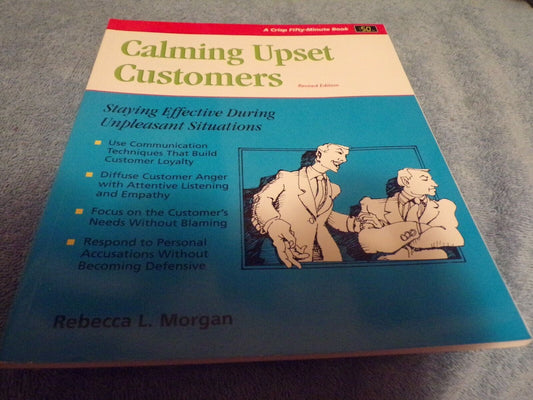 A Crisp Fifty-Minute Book
50
Calming Upset
Customers
Revised Edition
Staying Effective During
Unpleasant Situations
Use Communication
Techniques That Build
Customer Loyalty
Diffuse Customer Anger
with Attentive Listening
and Empathy
Focus on the Customer's
Needs Without Blaming
Respond to Personal
Accusations Without
Becoming Defensive
Rebecca L. Morgan